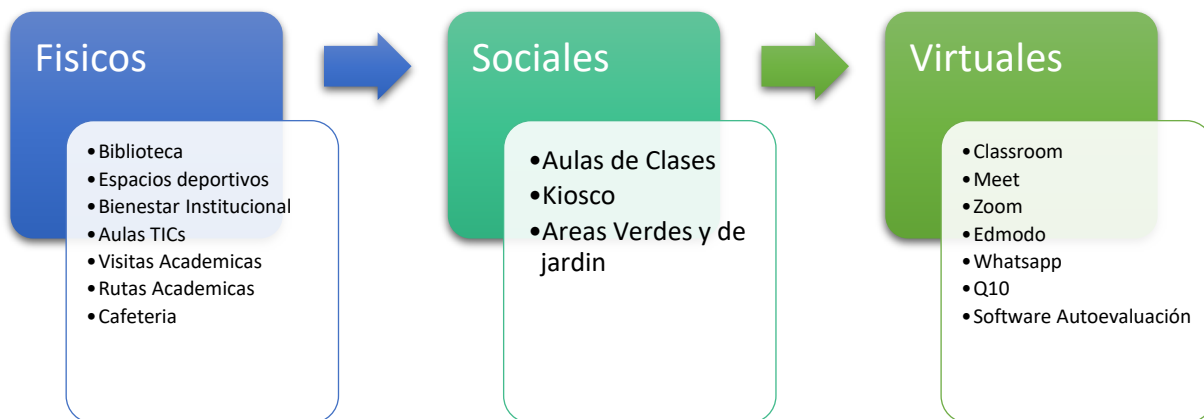 Fisicos
•Biblioteca
•Espacios deportivos
•Bienestar Institucional
•Aulas TICs
•Visitas Academicas
•Rutas Academicas
•Cafeteria
Sociales
•Aulas de Clases
•Kiosco
•Areas Verdes y de
jardin
Virtuales
•Classroom
•Meet
•Zoom
•Edmodo
•Whatsapp
•Q10
•Software Autoevaluación